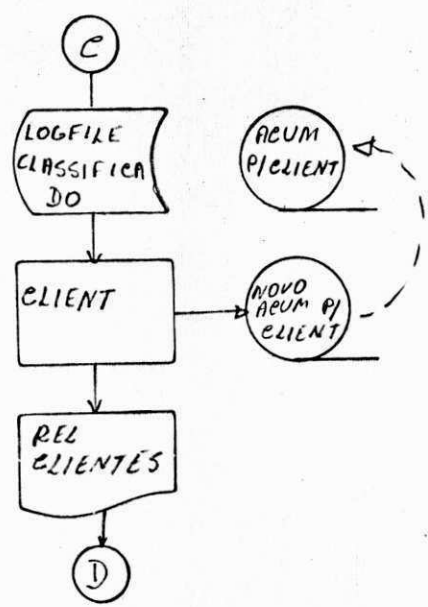 C
LOGFILE
CLASSIFICA
DO
ACUM
P/CLIENT
CLIENT
NOVO
ACUM P/
CLIENT
REL
CLIENTES
D